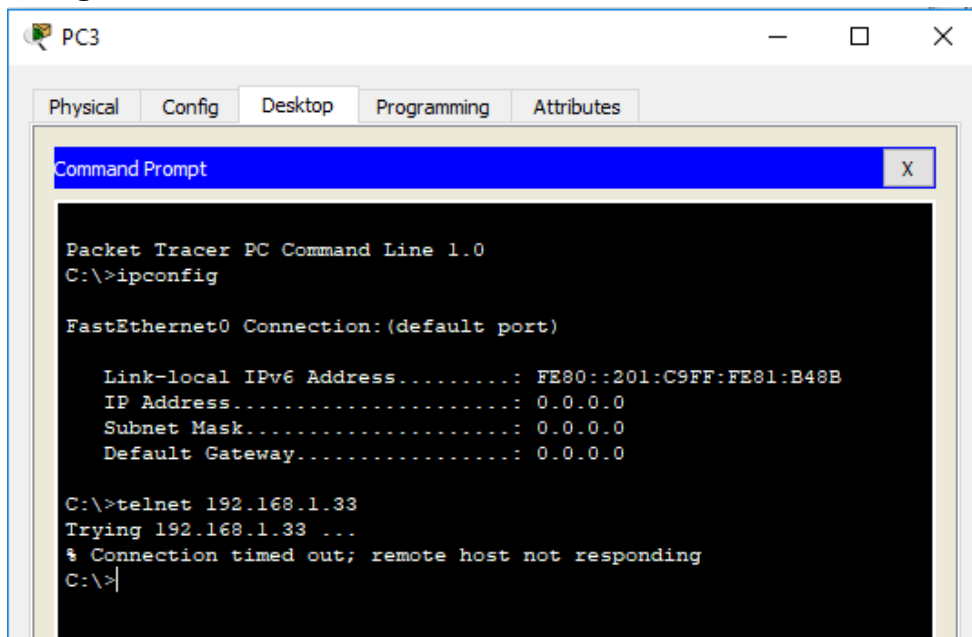 PC3
Physical Config Desktop Programming Attributes
Command Prompt
X
Packet Tracer PC Command Line 1.0
C:\>ipconfig
FastEthernet0 Connection:(default port)
Link-local IPv6 Address.........: FE80::201:C9FF:FE81:B48B
IP Address......................: 0.0.0.0
Subnet Mask.....................: 0.0.0.0
Default Gateway.................: 0.0.0.0
C:\>telnet 192.168.1.33
Trying 192.168.1.33 ...
% Connection timed out; remote host not responding
C:\>